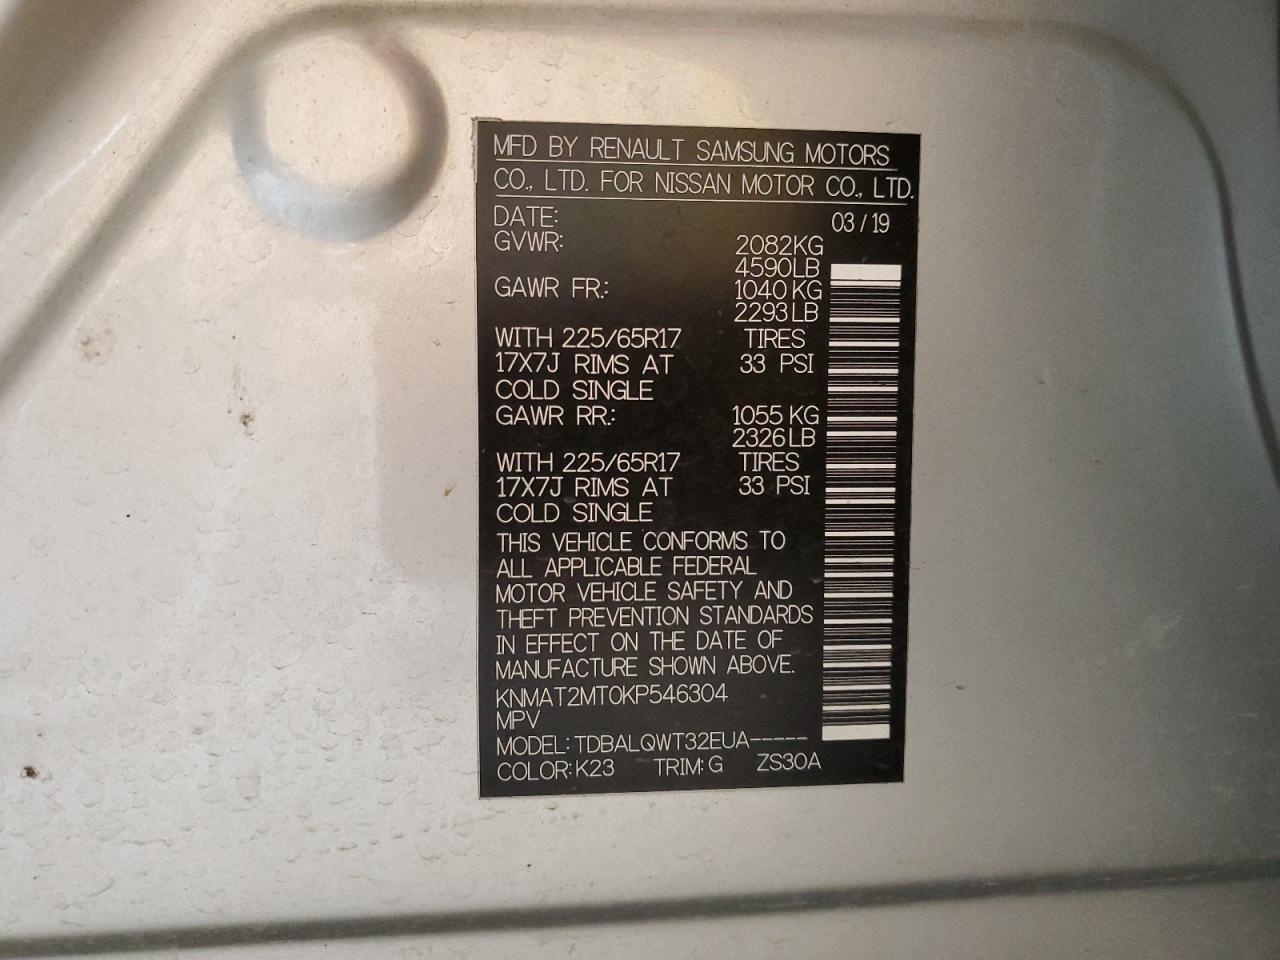 MFD BY RENAULT SAMSUNG MOTORS
CO., LTD. FOR NISSAN MOTOR CO., LTD.
DATE: 03 / 19
GVWR: 2082KG
4590LB
GAWR FR.: 1040 KG
2293LB
WITH 225/65R17 TIRES
17X7J RIMS AT 33 PSI
COLD SINGLE
GAWR RR.: 1055 KG
2326LB
WITH 225/65R17 TIRES
17X7J RIMS AT 33 PSI
COLD SINGLE
THIS VEHICLE CONFORMS TO
ALL APPLICABLE FEDERAL
MOTOR VEHICLE SAFETY AND
THEFT PREVENTION STANDARDS
IN EFFECT ON THE DATE OF
MANUFACTURE SHOWN ABOVE.
KNMAT2MT0KP546304
MPV
MODEL: TDBALQWT32EUA-----
COLOR: K23 TRIM: G ZS30A